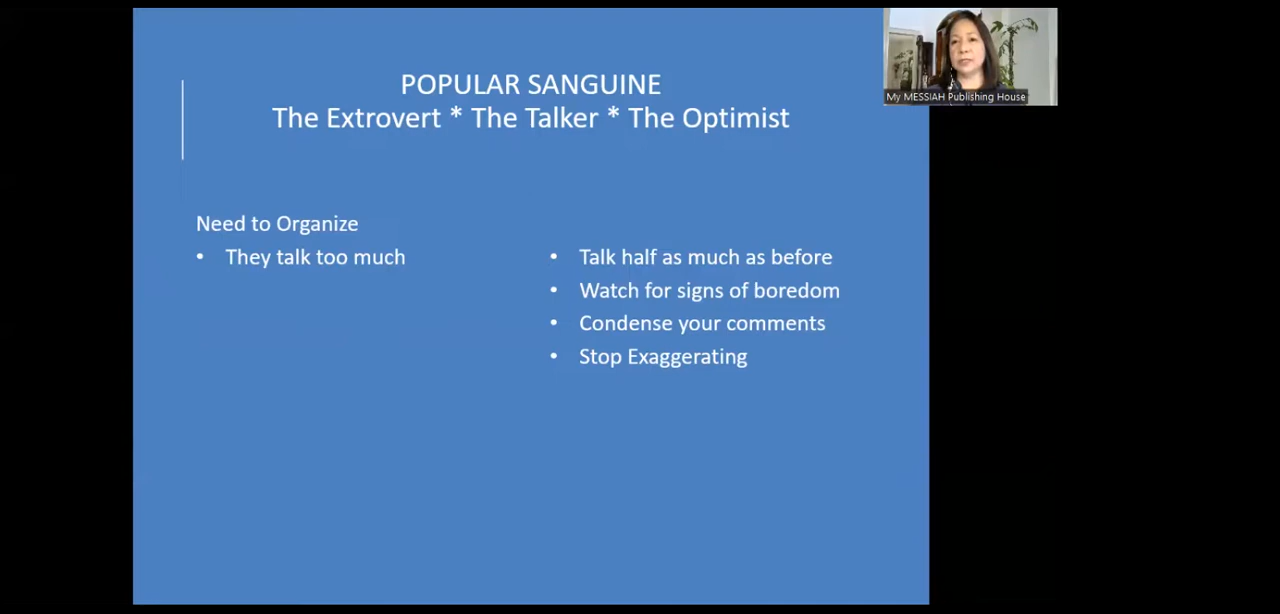 My MESSIAH Publishing House
POPULAR SANGUINE
The Extrovert * The Talker * The Optimist
Need to Organize
• They talk too much
• Talk half as much as before
• Watch for signs of boredom
• Condense your comments
• Stop Exaggerating